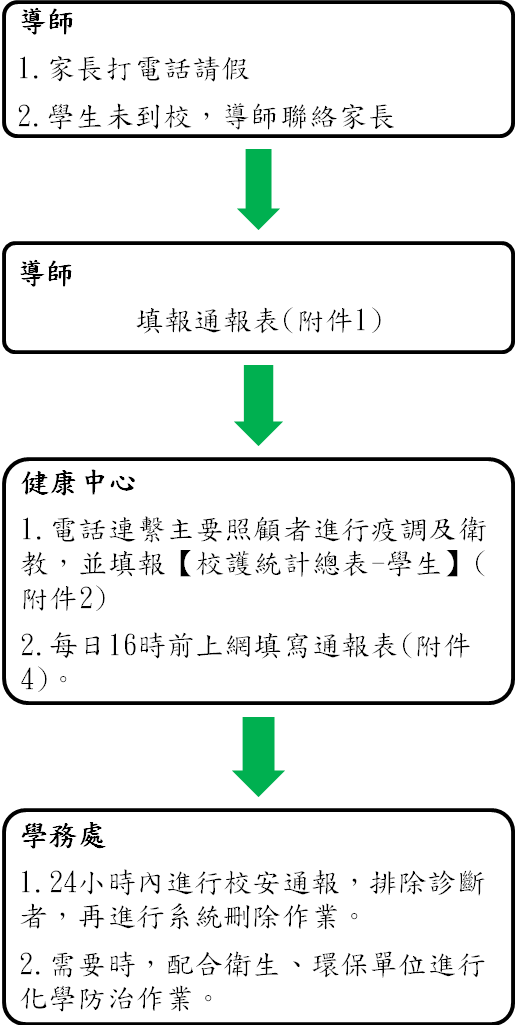 導師
1.家長打電話請假
2.學生未到校，導師聯絡家長
導師
填報通報表(附件1)
健康中心
1.電話連繫主要照顧者進行疫調及衛
教，並填報【校護統計總表-學生】(
附件2)
2.每日16時前上網填寫通報表(附件
4)。
學務處
1.24小時內進行校安通報，排除診斷
者，再進行系統刪除作業。
2.需要時，配合衛生、環保單位進行
化學防治作業。